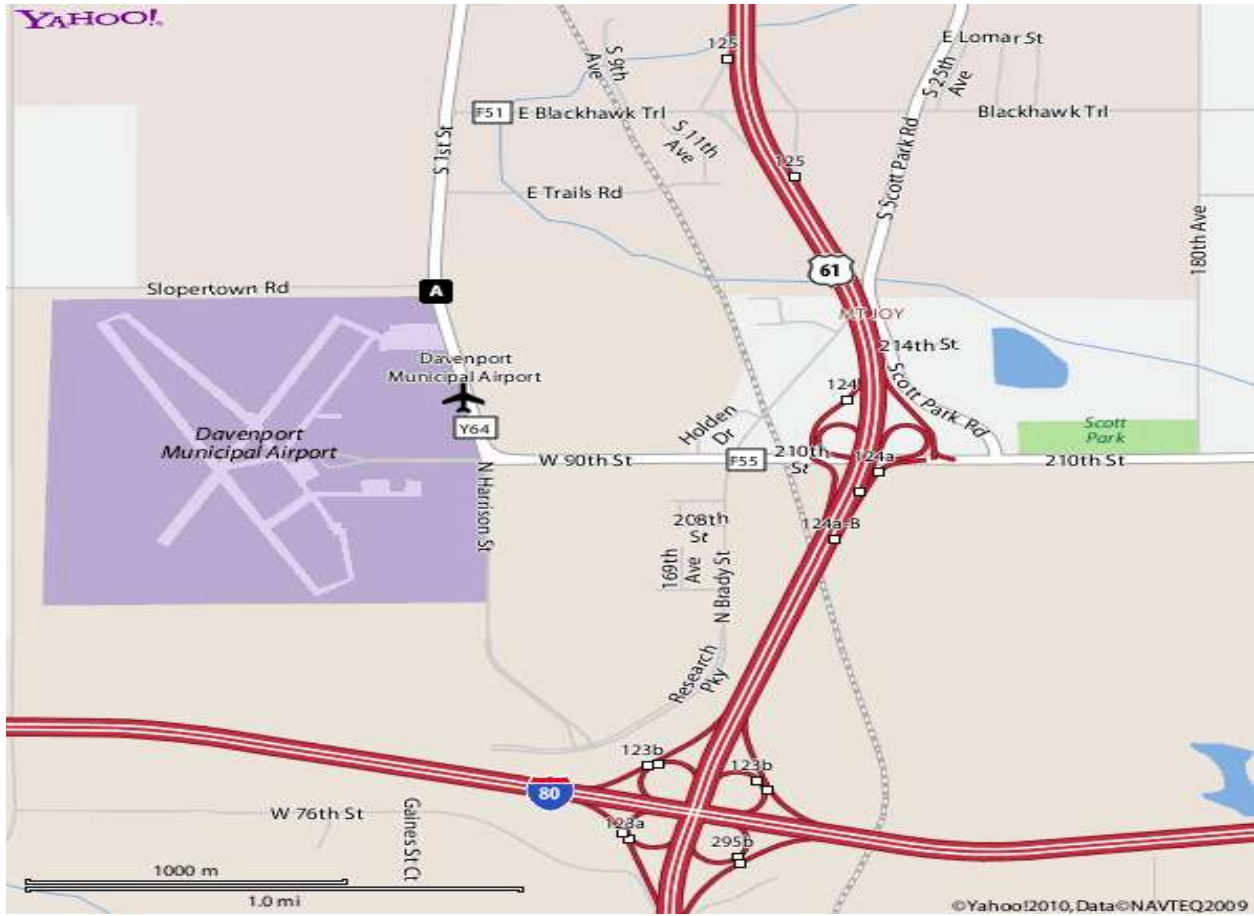 YAHOO!
125
E Lomar St
S 9th
Ave
S 25th
Ave
F51
E Blackhawk Trl
Blackhawk Trl
S 1st St
S 11th
Ave
125
S Scott Park Rd
E Trails Rd
180th Ave
61
Slopertown Rd
A
MT JOY
214th St
Davenport
Municipal Airport
124
Scott Park Rd
Y64
Holden
Dr
Scott
Park
Davenport
Municipal Airport
W 90th St
F55
210th
St
124a
210th St
N Harrison St
208th
St
124a-B
169th
Ave
N Brady St
Research
Pky
123b
123b
80
W 76th St
Gaines St Ct
123a
295b
1000 m
1.0 mi
©Yahoo!2010,Data©NAVTEQ2009